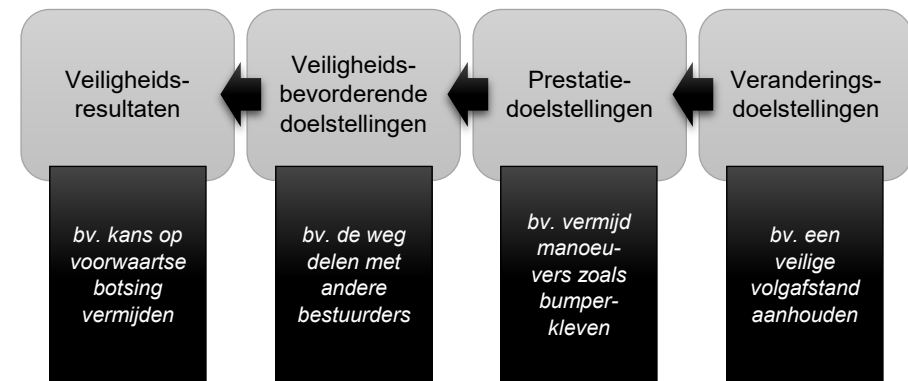 Veiligheids-
resultaten
Veiligheids-
bevorderende
doelstellingen
Prestatie-
doelstellingen
Veranderings-
doelstellingen
bv. kans op
voorwaartse
botsing
vermijden
bv. de weg
delen met
andere
bestuurders
bv. vermijd
manoeu-
vers zoals
bumper-
kleven
bv. een
veilige
volgafstand
aanhouden